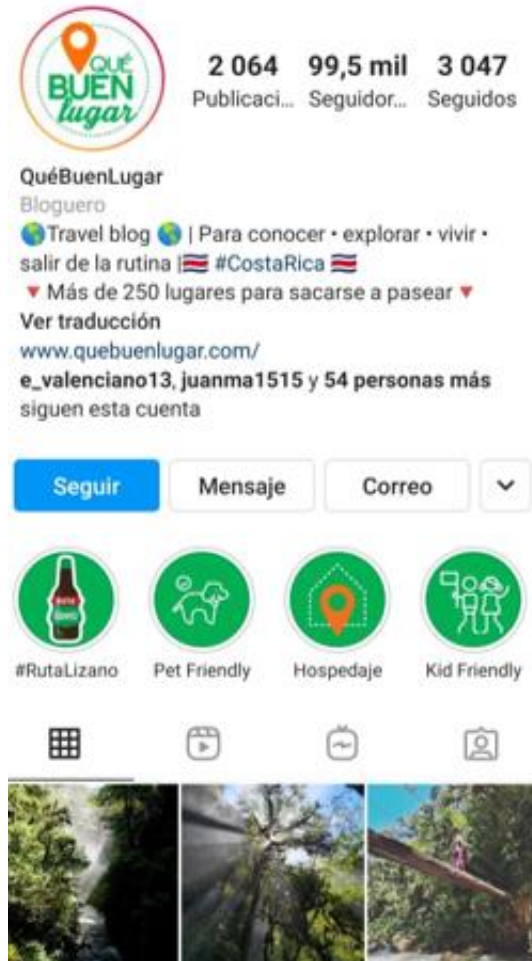 QUÉ
BUEN
lugar
2 064 99,5 mil 3 047
Publicaci... Seguidor... Seguidos
QuéBuenLugar
Bloguero
🌎Travel blog 🌎 | Para conocer • explorar • vivir •
salir de la rutina |🇨🇷 #CostaRica 🇨🇷
🔻Más de 250 lugares para sacarse a pasear🔻
Ver traducción
www.quebuenlugar.com/
e_valenciano13, juanma1515 y 54 personas más
siguen esta cuenta
Seguir Mensaje Correo
#RutaLizano Pet Friendly Hospedaje Kid Friendly